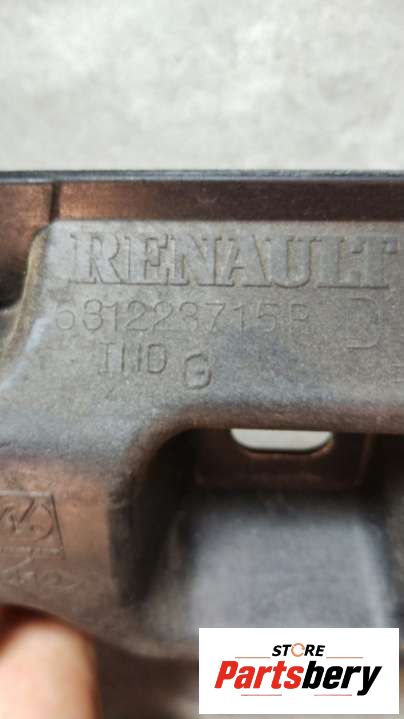 RENAULT
631223715R D
IND G
STORE
Partsbery